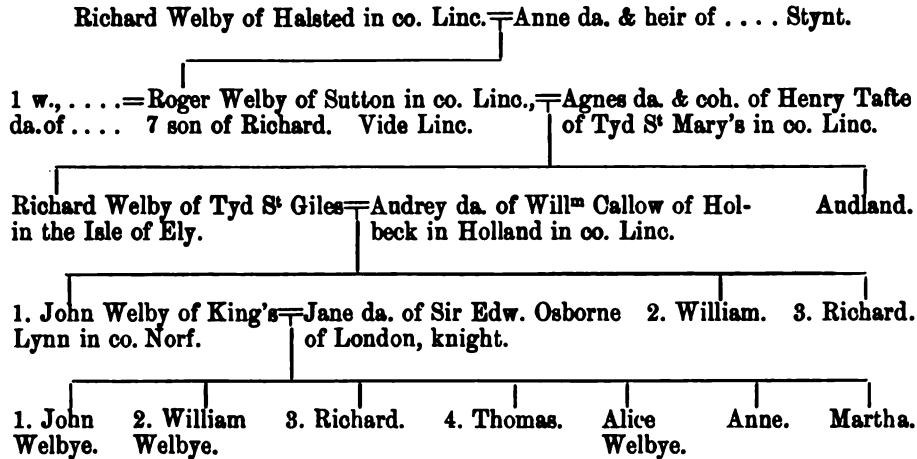 Richard Welby of Halsted in co. Linc.=Anne da. & heir of . . . . Stynt.
1 w., . . . .=Roger Welby of Sutton in co. Linc.,=Agnes da. & coh. of Henry Tafte
da. of . . . . 7 son of Richard. Vide Linc. of Tyd Sᵗ Mary's in co. Linc.
Richard Welby of Tyd Sᵗ Giles=Audrey da. of Willᵐ Callow of Hol- Audland.
in the Isle of Ely. beck in Holland in co. Linc.
1. John Welby of King's=Jane da. of Sir Edw. Osborne 2. William. 3. Richard.
Lynn in co. Norf. of London, knight.
1. John 2. William 3. Richard. 4. Thomas. Alice Anne. Martha.
Welbye. Welbye. Welbye.